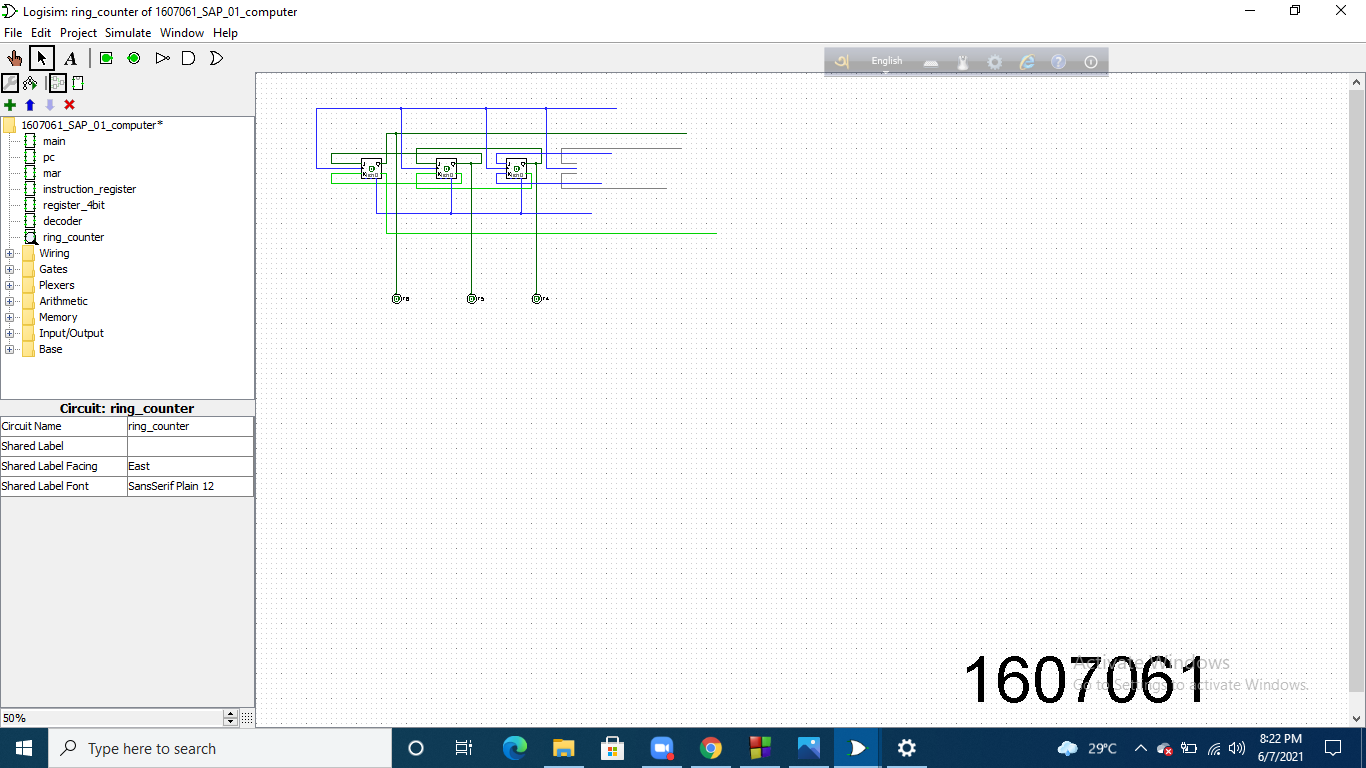 Logisim: ring_counter of 1607061_SAP_01_computer
File Edit Project Simulate Window Help
A
English
1607061_SAP_01_computer*
main
pc
mar
instruction_register
register_4bit
decoder
ring_counter
Wiring
Gates
Plexers
Arithmetic
Memory
Input/Output
Base
Circuit: ring_counter
Circuit Name ring_counter
Shared Label
Shared Label Facing East
Shared Label Font SansSerif Plain 12
1607061
Activate Windows
Go to Settings to activate Windows.
50%
Type here to search
29°C
8:22 PM
6/7/2021